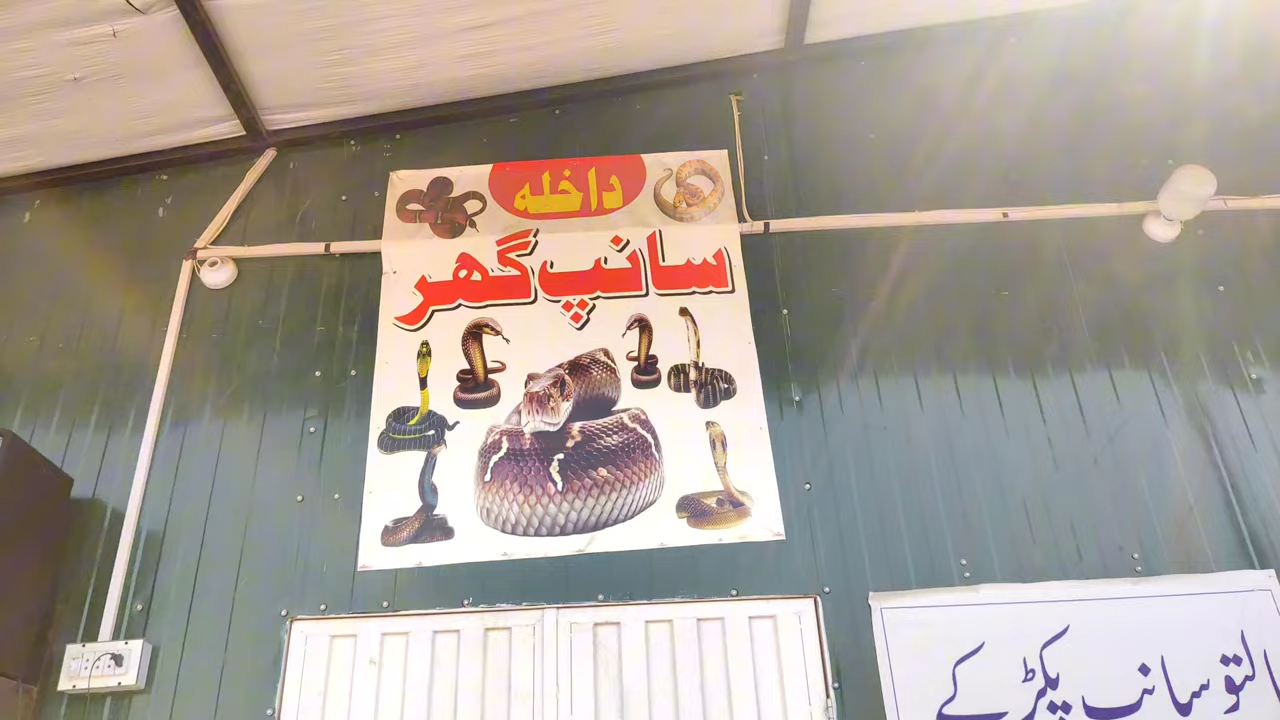 داخلہ
سانپ گھر
سانپ پکڑ کے